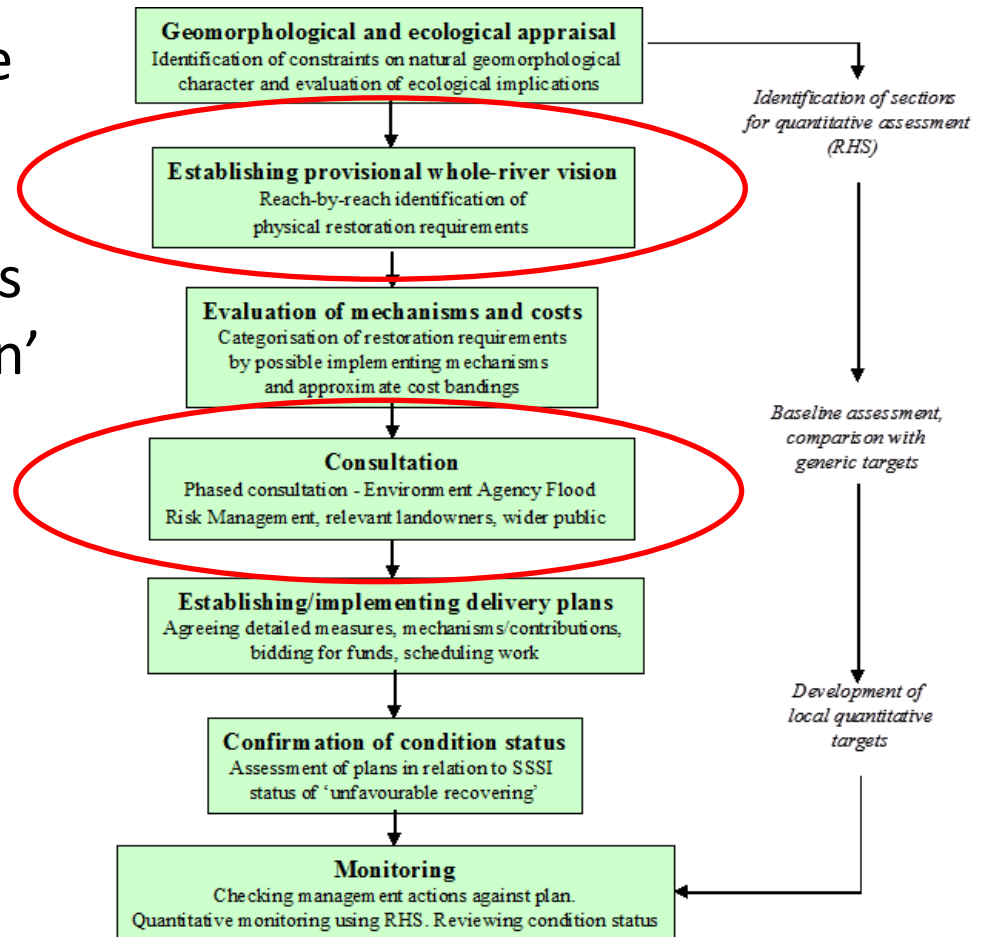 e
s
n’
Geomorphological and ecological appraisal
Identification of constraints on natural geomorphological
character and evaluation of ecological implications
Establishing provisional whole-river vision
Reach-by-reach identification of
physical restoration requirements
Evaluation of mechanisms and costs
Categorisation of restoration requirements
by possible implementing mechanisms
and approximate cost bandings
Consultation
Phased consultation - Environment Agency Flood
Risk Management, relevant landowners, wider public
Establishing/implementing delivery plans
Agreeing detailed measures, mechanisms/contributions,
bidding for funds, scheduling work
Confirmation of condition status
Assessment of plans in relation to SSSI
status of ‘unfavourable recovering’
Monitoring
Checking management actions against plan.
Quantitative monitoring using RHS. Reviewing condition status
Identification of sections
for quantitative assessment
(RHS)
Baseline assessment,
comparison with
generic targets
Development of
local quantitative
targets